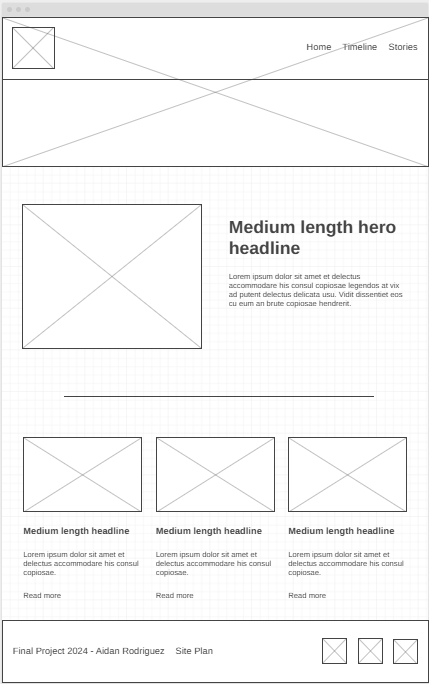 Home Timeline Stories
Medium length hero
headline
Lorem ipsum dolor sit amet et delectus
accommodare his consul copiosae legendos at vix
ad putent delectus delicata usu. Vidit dissentiet eos
cu eum an brute copiosae hendrerit.
Medium length headline
Lorem ipsum dolor sit amet et
delectus accommodare his consul
copiosae.
Read more
Medium length headline
Lorem ipsum dolor sit amet et
delectus accommodare his consul
copiosae.
Read more
Medium length headline
Lorem ipsum dolor sit amet et
delectus accommodare his consul
copiosae.
Read more
Final Project 2024 - Aidan Rodriguez Site Plan